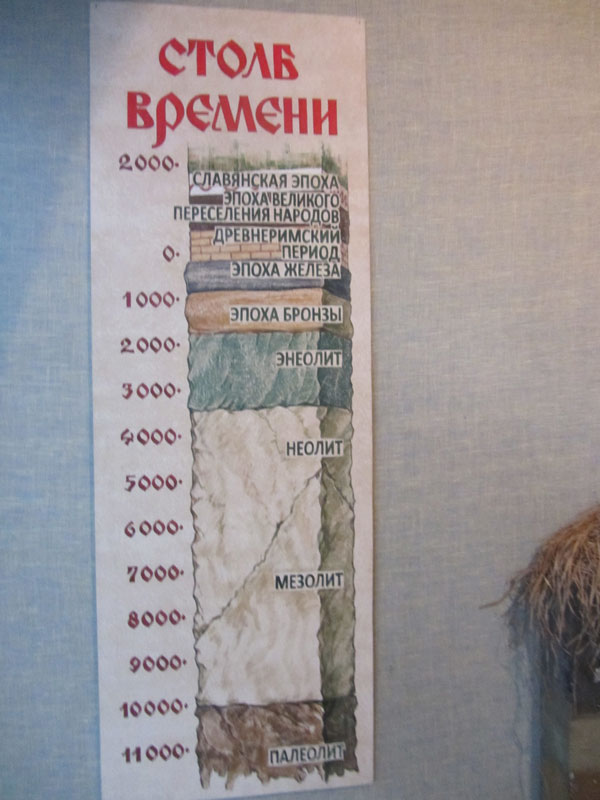 СТОЛБ
ВРЕМЕНИ
2000
СЛАВЯНСКАЯ ЭПОХА
ЭПОХА ВЕЛИКОГО
ПЕРЕСЕЛЕНИЯ НАРОДОВ
ДРЕВНЕРИМСКИЙ
0
ПЕРИОД
ЭПОХА ЖЕЛЕЗА
1000
ЭПОХА БРОНЗЫ
2000
ЭНЕОЛИТ
3000
4000
НЕОЛИТ
5000
6000
7000
МЕЗОЛИТ
8000
9000
10000
11000
ПАЛЕОЛИТ